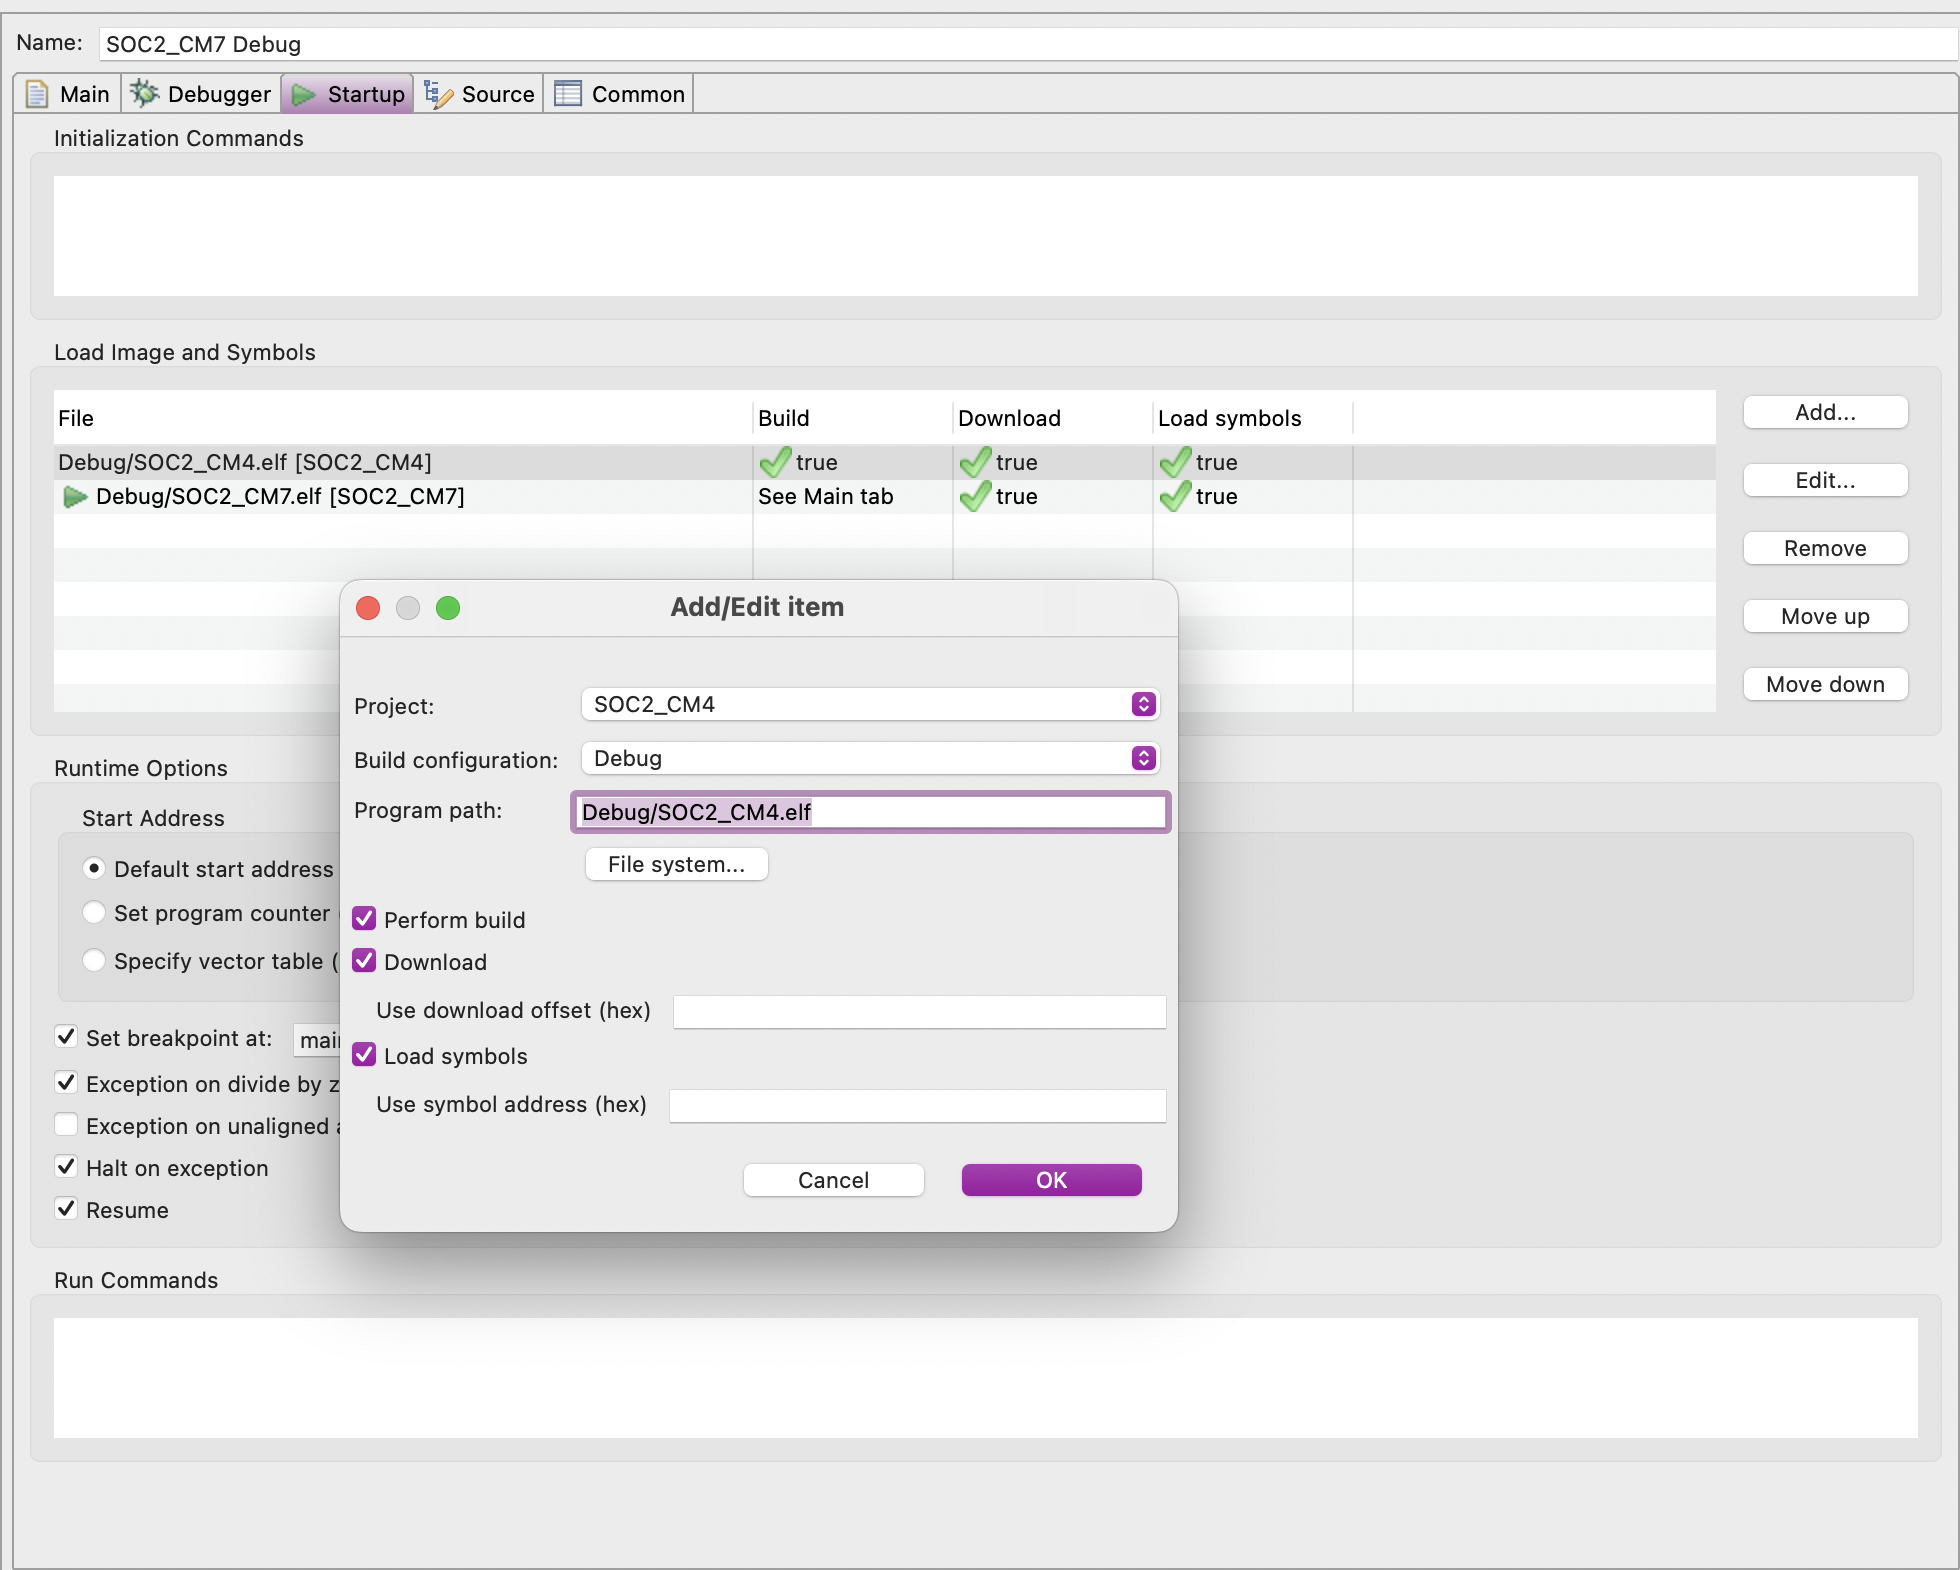 Name: SOC2_CM7 Debug
Main Debugger Startup Source Common
Initialization Commands
Load Image and Symbols
File Build Download Load symbols
Debug/SOC2_CM4.elf [SOC2_CM4] true true true
Debug/SOC2_CM7.elf [SOC2_CM7] See Main tab true true
Add...
Edit...
Remove
Move up
Move down
Add/Edit item
Project: SOC2_CM4
Build configuration: Debug
Program path: Debug/SOC2_CM4.elf
File system...
Perform build
Download
Use download offset (hex)
Load symbols
Use symbol address (hex)
Cancel OK
Runtime Options
Start Address
Default start address
Set program counter
Specify vector table (
Set breakpoint at:
Exception on divide by
Exception on unaligned
Halt on exception
Resume
Run Commands